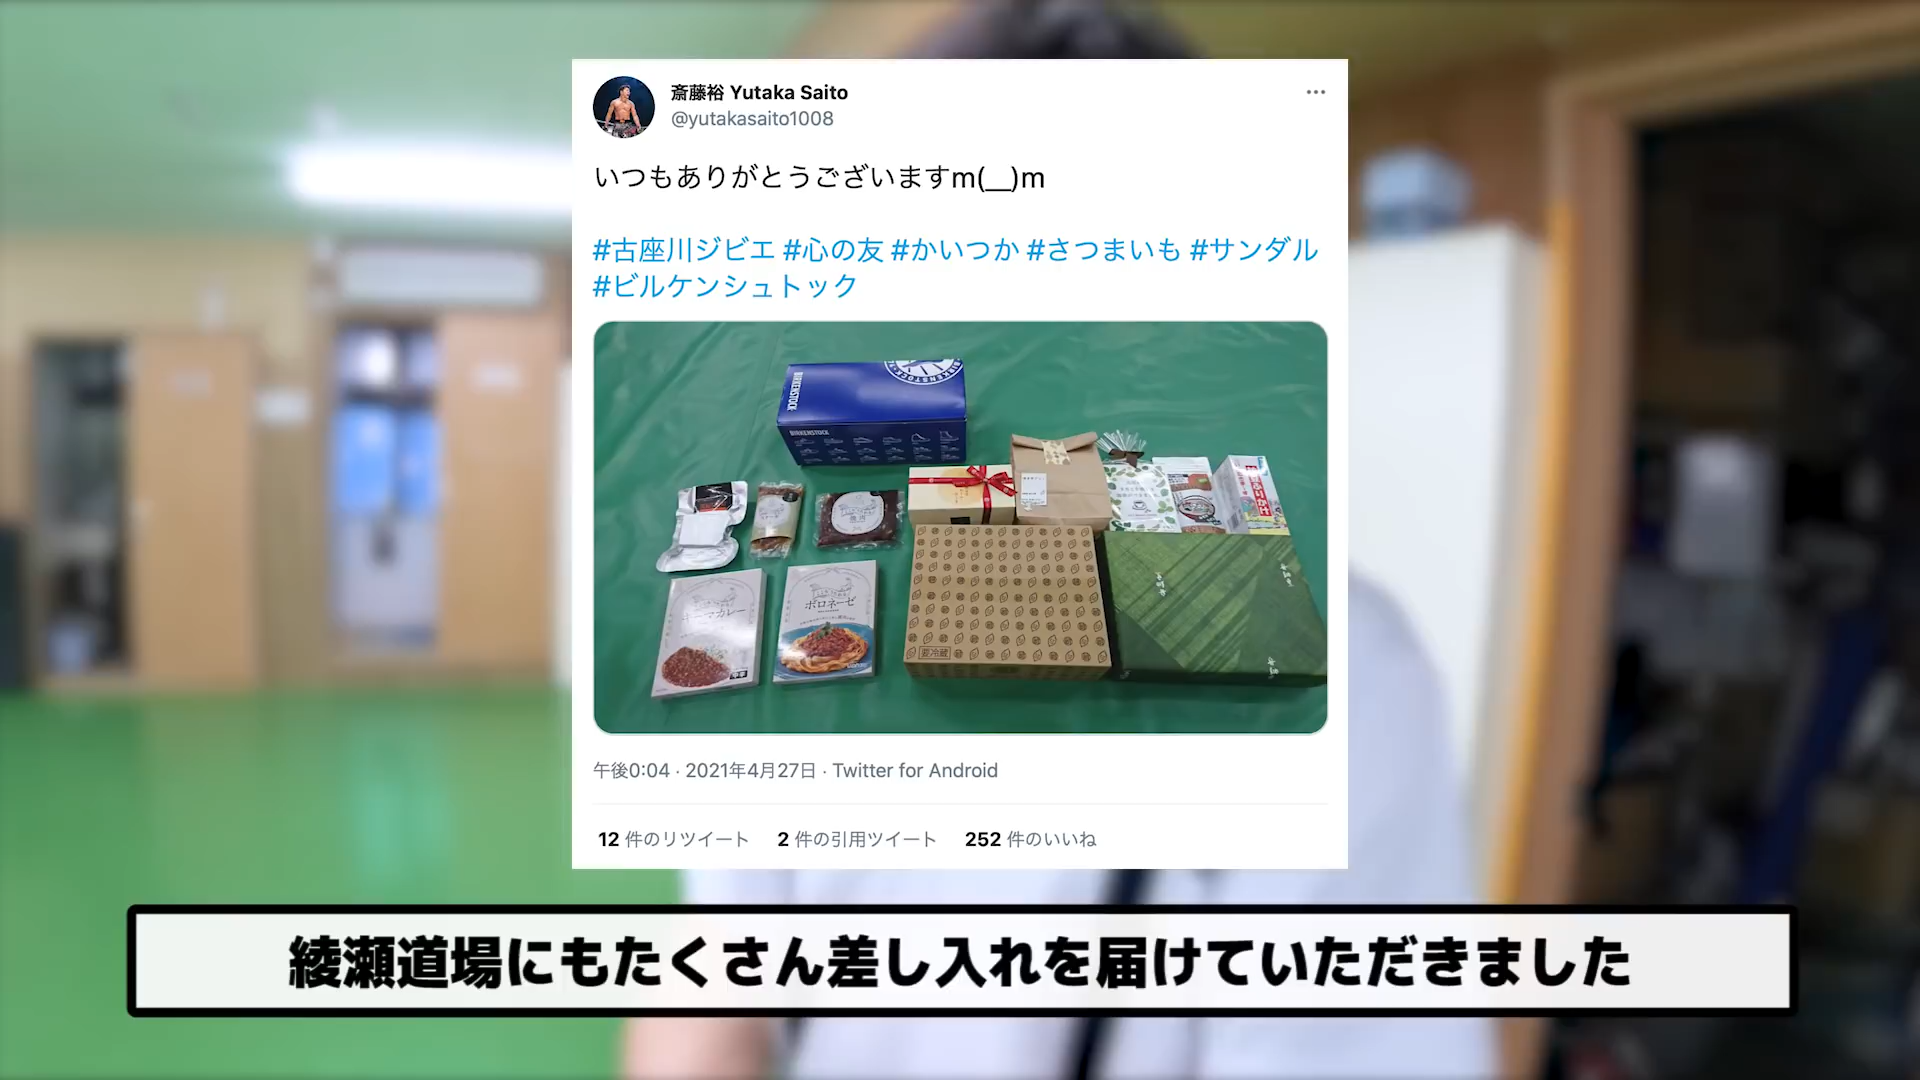 斎藤裕 Yutaka Saito
@yutakasaito1008
いつもありがとうございますm(__)m
#古座川ジビエ #心の友 #かいつか #さつまいも #サンダル
#ビルケンシュトック
BIRKENSTOCK
BIRKENSTOCK
キーマカレー
ボロネーゼ
要冷蔵
午後0:04 · 2021年4月27日 · Twitter for Android
12 件のリツイート 2 件の引用ツイート 252 件のいいね
綾瀬道場にもたくさん差し入れを届けていただきました